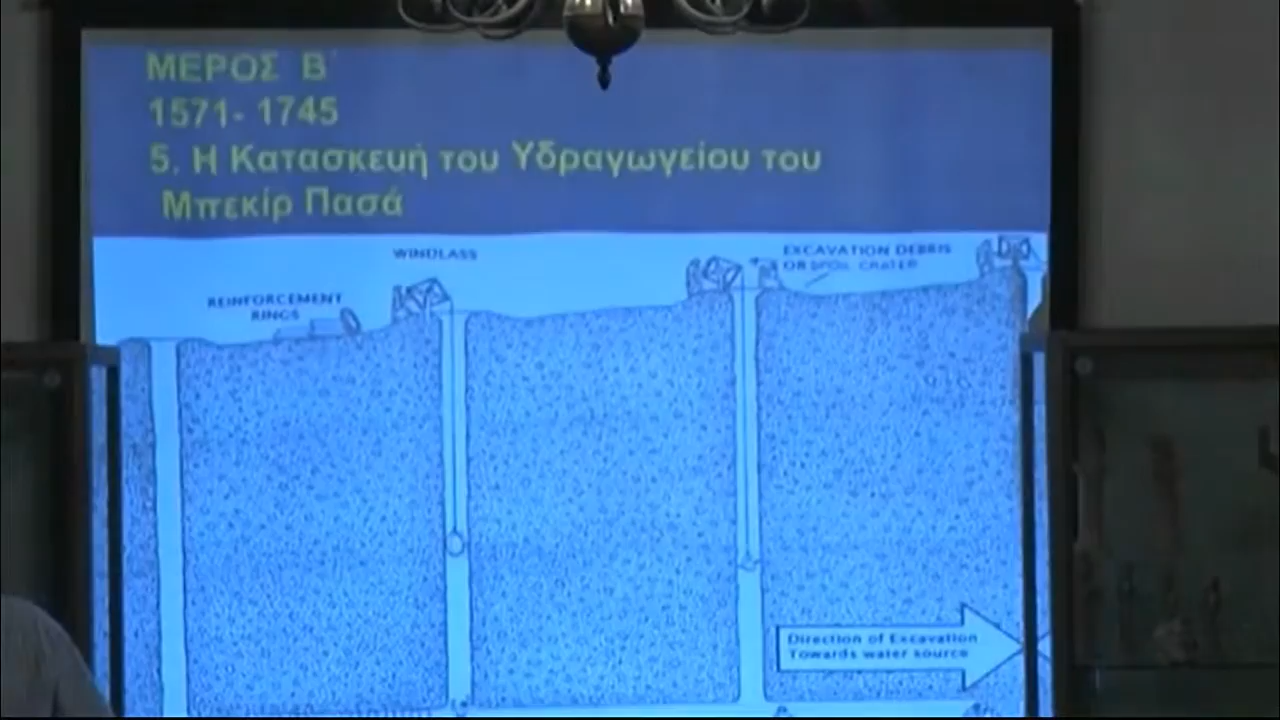 ΜΕΡΟΣ Β΄
1571- 1745
5. Η Κατασκευή του Υδραγωγείου του
Μπεκίρ Πασά
WINDLASS
EXCAVATION DEBRIS
OR SPOIL CRATER
REINFORCEMENT
RINGS
Direction of Excavation
Towards water source